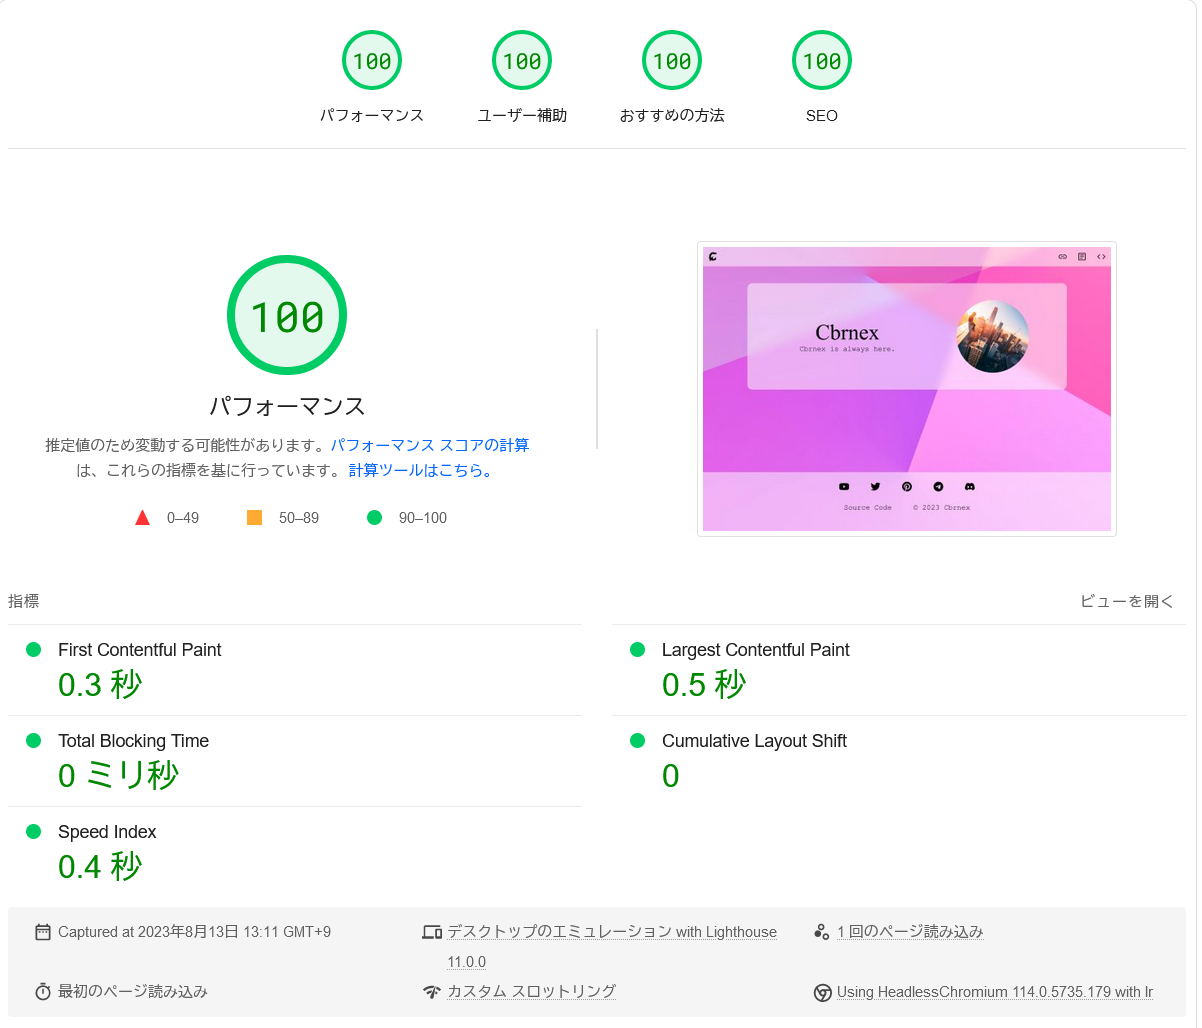 100
100
100
100
パフォーマンス
ユーザー補助
おすすめの方法
SEO
100
パフォーマンス
推定値のため変動する可能性があります。パフォーマンス スコアの計算
は、これらの指標を基に行っています。計算ツールはこちら。
0–49
50–89
90–100
Cbrnex
Cbrnex is always here.
Source Code
© 2023 Cbrnex
指標
ビューを開く
First Contentful Paint
0.3 秒
Largest Contentful Paint
0.5 秒
Total Blocking Time
0 ミリ秒
Cumulative Layout Shift
0
Speed Index
0.4 秒
Captured at 2023年8月13日 13:11 GMT+9
デスクトップのエミュレーション with Lighthouse
11.0.0
1 回のページ読み込み
最初のページ読み込み
カスタム スロットリング
Using HeadlessChromium 114.0.5735.179 with lr